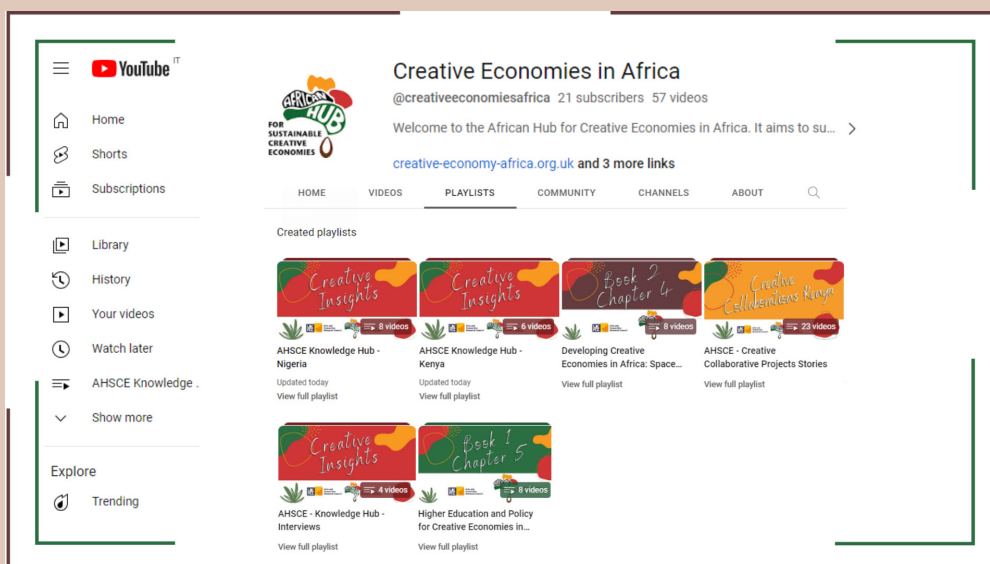 YouTube IT
Home
Shorts
Subscriptions
Library
History
Your videos
Watch later
AHSCE Knowledge .
Show more
Explore
Trending
AFRICAN
HUB
FOR
SUSTAINABLE
CREATIVE
ECONOMIES
Creative Economies in Africa
@creativeeconomiesafrica 21 subscribers 57 videos
Welcome to the African Hub for Creative Economies in Africa. It aims to su...
creative-economy-africa.org.uk and 3 more links
HOME VIDEOS PLAYLISTS COMMUNITY CHANNELS ABOUT
Created playlists
Creative
Insights
8 videos
AHSCE Knowledge Hub -
Nigeria
Updated today
View full playlist
Creative
Insights
6 videos
AHSCE Knowledge Hub -
Kenya
Updated today
View full playlist
Book 2
Chapter 4
8 videos
Developing Creative
Economies in Africa: Space...
View full playlist
Creative
Collaborations Kenya
23 videos
AHSCE - Creative
Collaborative Projects Stories
View full playlist
Creative
Insights
4 videos
AHSCE - Knowledge Hub -
Interviews
View full playlist
Book 1
Chapter 5
8 videos
Higher Education and Policy
for Creative Economies in...
View full playlist